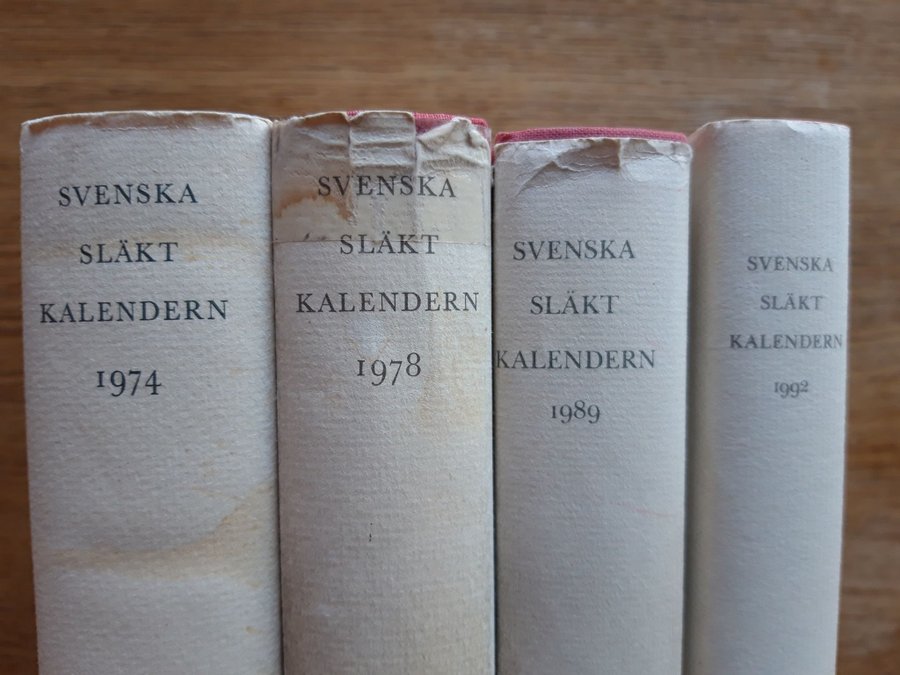 SVENSKA
SLÄKT
KALENDERN
1974
SVENSKA
SLÄKT
KALENDERN
1978
SVENSKA
SLÄKT
KALENDERN
1989
SVENSKA
SLÄKT
KALENDERN
1992